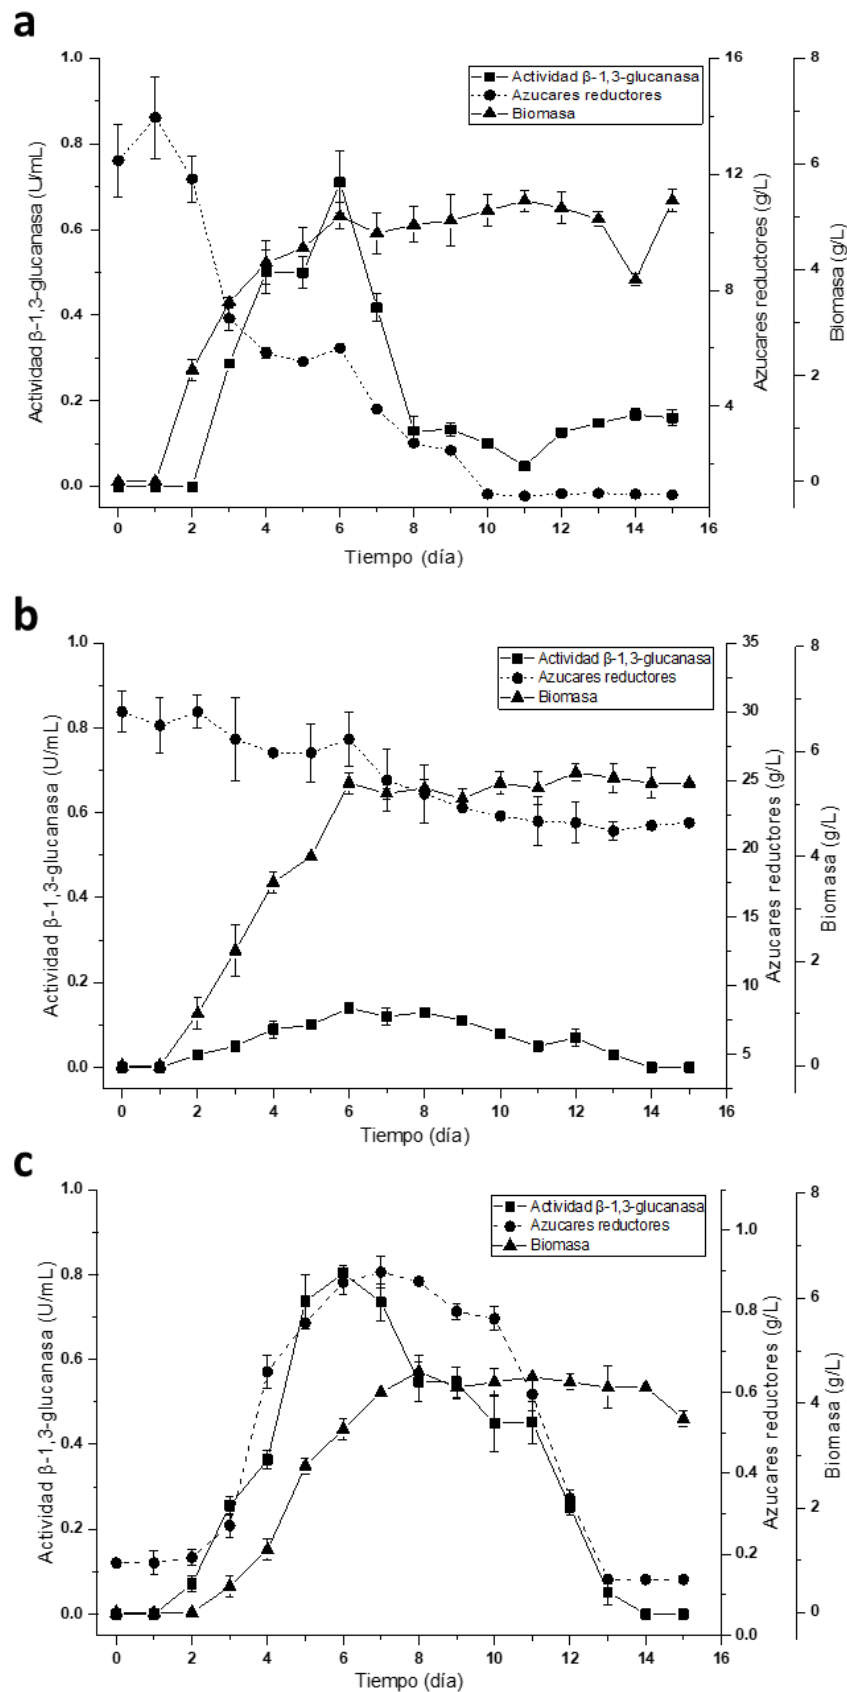 a
Actividad β-1,3-glucanasa
Azucares reductores
Biomasa
Actividad β-1,3-glucanasa (U/mL)
1.0
0.8
0.6
0.4
0.2
0.0
Azucares reductores (g/L)
16
12
8
4
Biomasa (g/L)
8
6
4
2
0
0 2 4 6 8 10 12 14 16
Tiempo (día)
b
Actividad β-1,3-glucanasa
Azucares reductores
Biomasa
Actividad β-1,3-glucanasa (U/mL)
1.0
0.8
0.6
0.4
0.2
0.0
Azucares reductores (g/L)
35
30
25
20
15
10
5
Biomasa (g/L)
8
6
4
2
0
0 2 4 6 8 10 12 14 16
Tiempo (día)
c
Actividad β-1,3-glucanasa
Azucares reductores
Biomasa
Actividad β-1,3-glucanasa (U/mL)
1.0
0.8
0.6
0.4
0.2
0.0
Azucares reductores (g/L)
1.0
0.8
0.6
0.4
0.2
0.0
Biomasa (g/L)
8
6
4
2
0
0 2 4 6 8 10 12 14 16
Tiempo (día)